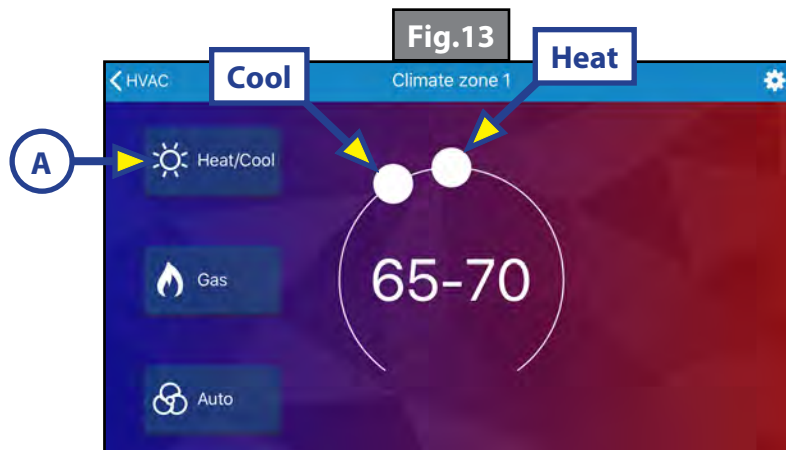 Fig.13
Cool
Heat
HVAC
Climate zone 1
A
Heat/Cool
65-70
Gas
Auto